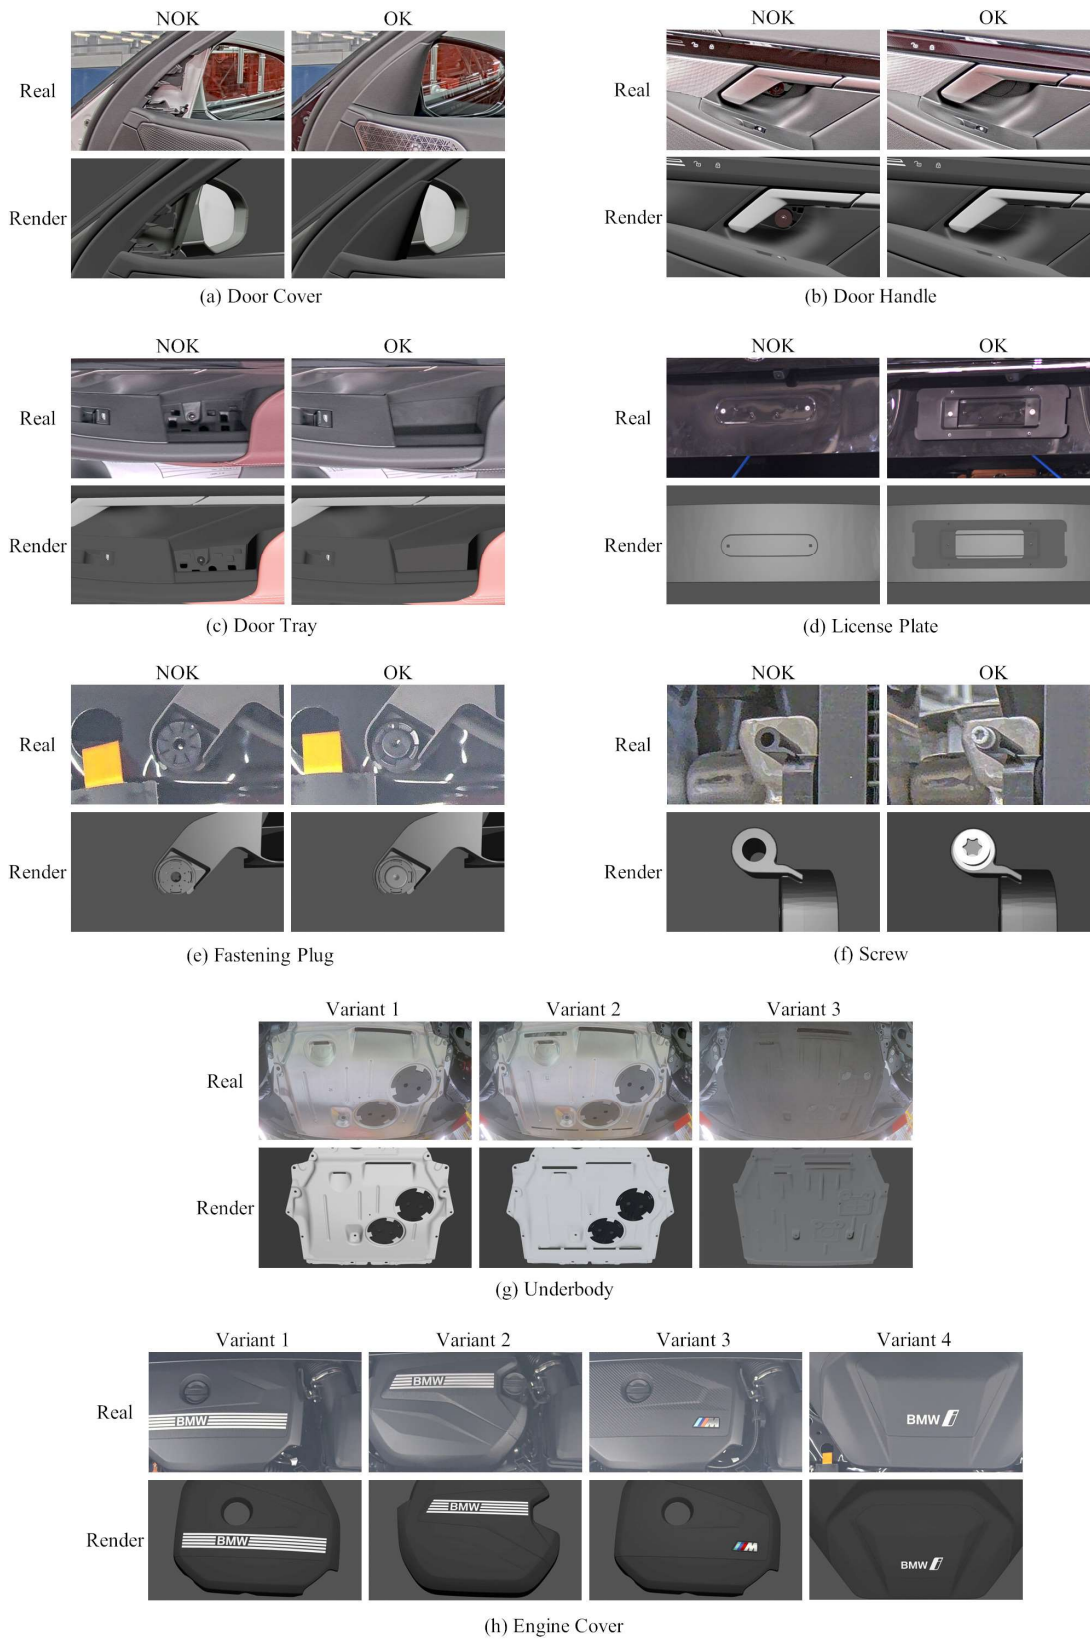 NOK OK NOK OK
Real Real
Render Render
(a) Door Cover (b) Door Handle
NOK OK NOK OK
Real Real
Render Render
(c) Door Tray (d) License Plate
NOK OK NOK OK
Real Real
Render Render
(e) Fastening Plug (f) Screw
Variant 1 Variant 2 Variant 3
Real
Render
(g) Underbody
Variant 1 Variant 2 Variant 3 Variant 4
Real
BMW BMW M BMW i
Render
BMW BMW M BMW i
(h) Engine Cover